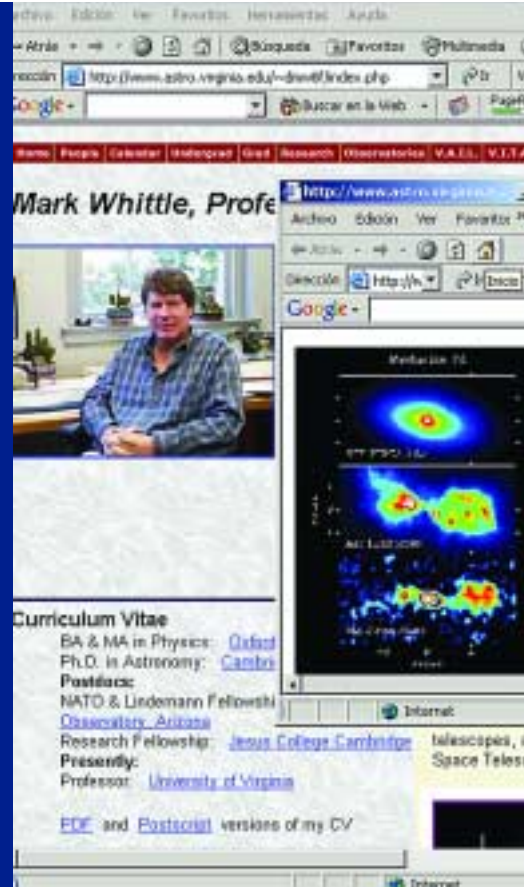 Archivo Edición Ver Favoritos Herramientas Ayuda
Atrás Búsqueda Favoritos Multimedia
http://www.astro.virginia.edu/~dmw8f/index.php
Google Buscar en la Web
Home People Calendar Undergrad Grad Research Observatories V.A.I.L. V.I.T.A
Mark Whittle, Profe
http://www.astro.virginia
Archivo Edición Ver Favoritos
Atrás
Dirección http://w Ir Inicio
Google
Markarian 78
Curriculum Vitae
BA & MA in Physics: Oxford
Ph.D. in Astronomy: Cambri
Postdocs:
NATO & Lindemann Fellowshi
Observatory, Arizona
Research Fellowship: Jesus College Cambridge
Presently:
Professor: University of Virginia
PDF and Postscript versions of my CV
Internet
telescopes,
Space Teles
Internet